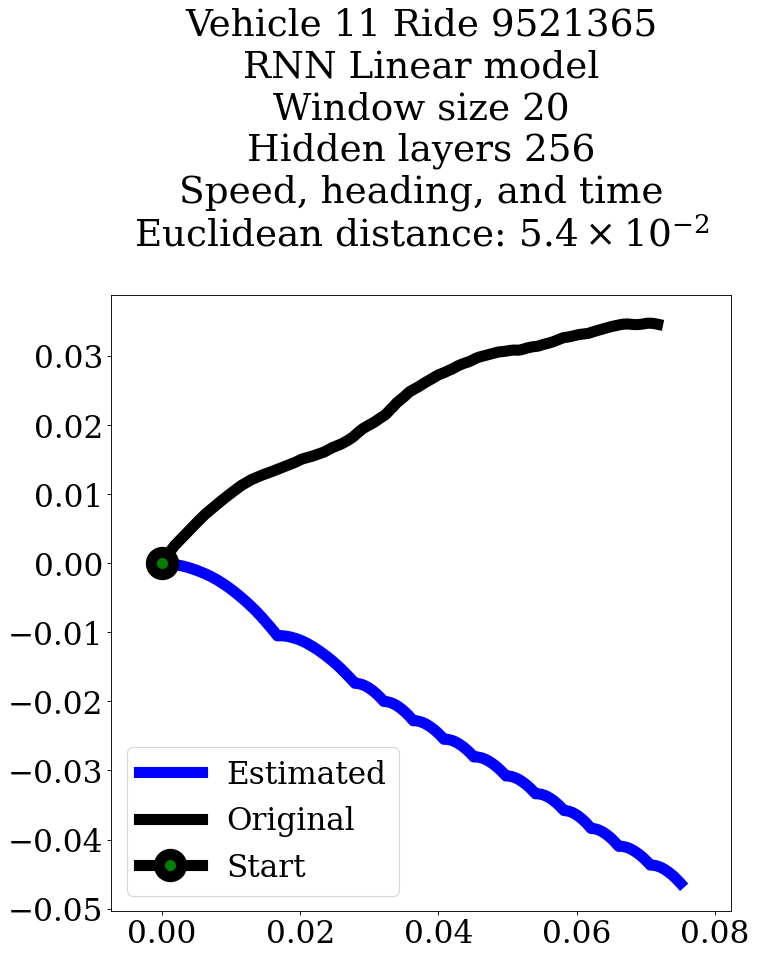 Vehicle 11 Ride 9521365
RNN Linear model
Window size 20
Hidden layers 256
Speed, heading, and time
Euclidean distance: 5.4 × 10⁻²
0.03
0.02
0.01
0.00
−0.01
−0.02
−0.03
−0.04
−0.05
Estimated
Original
Start
0.00 0.02 0.04 0.06 0.08